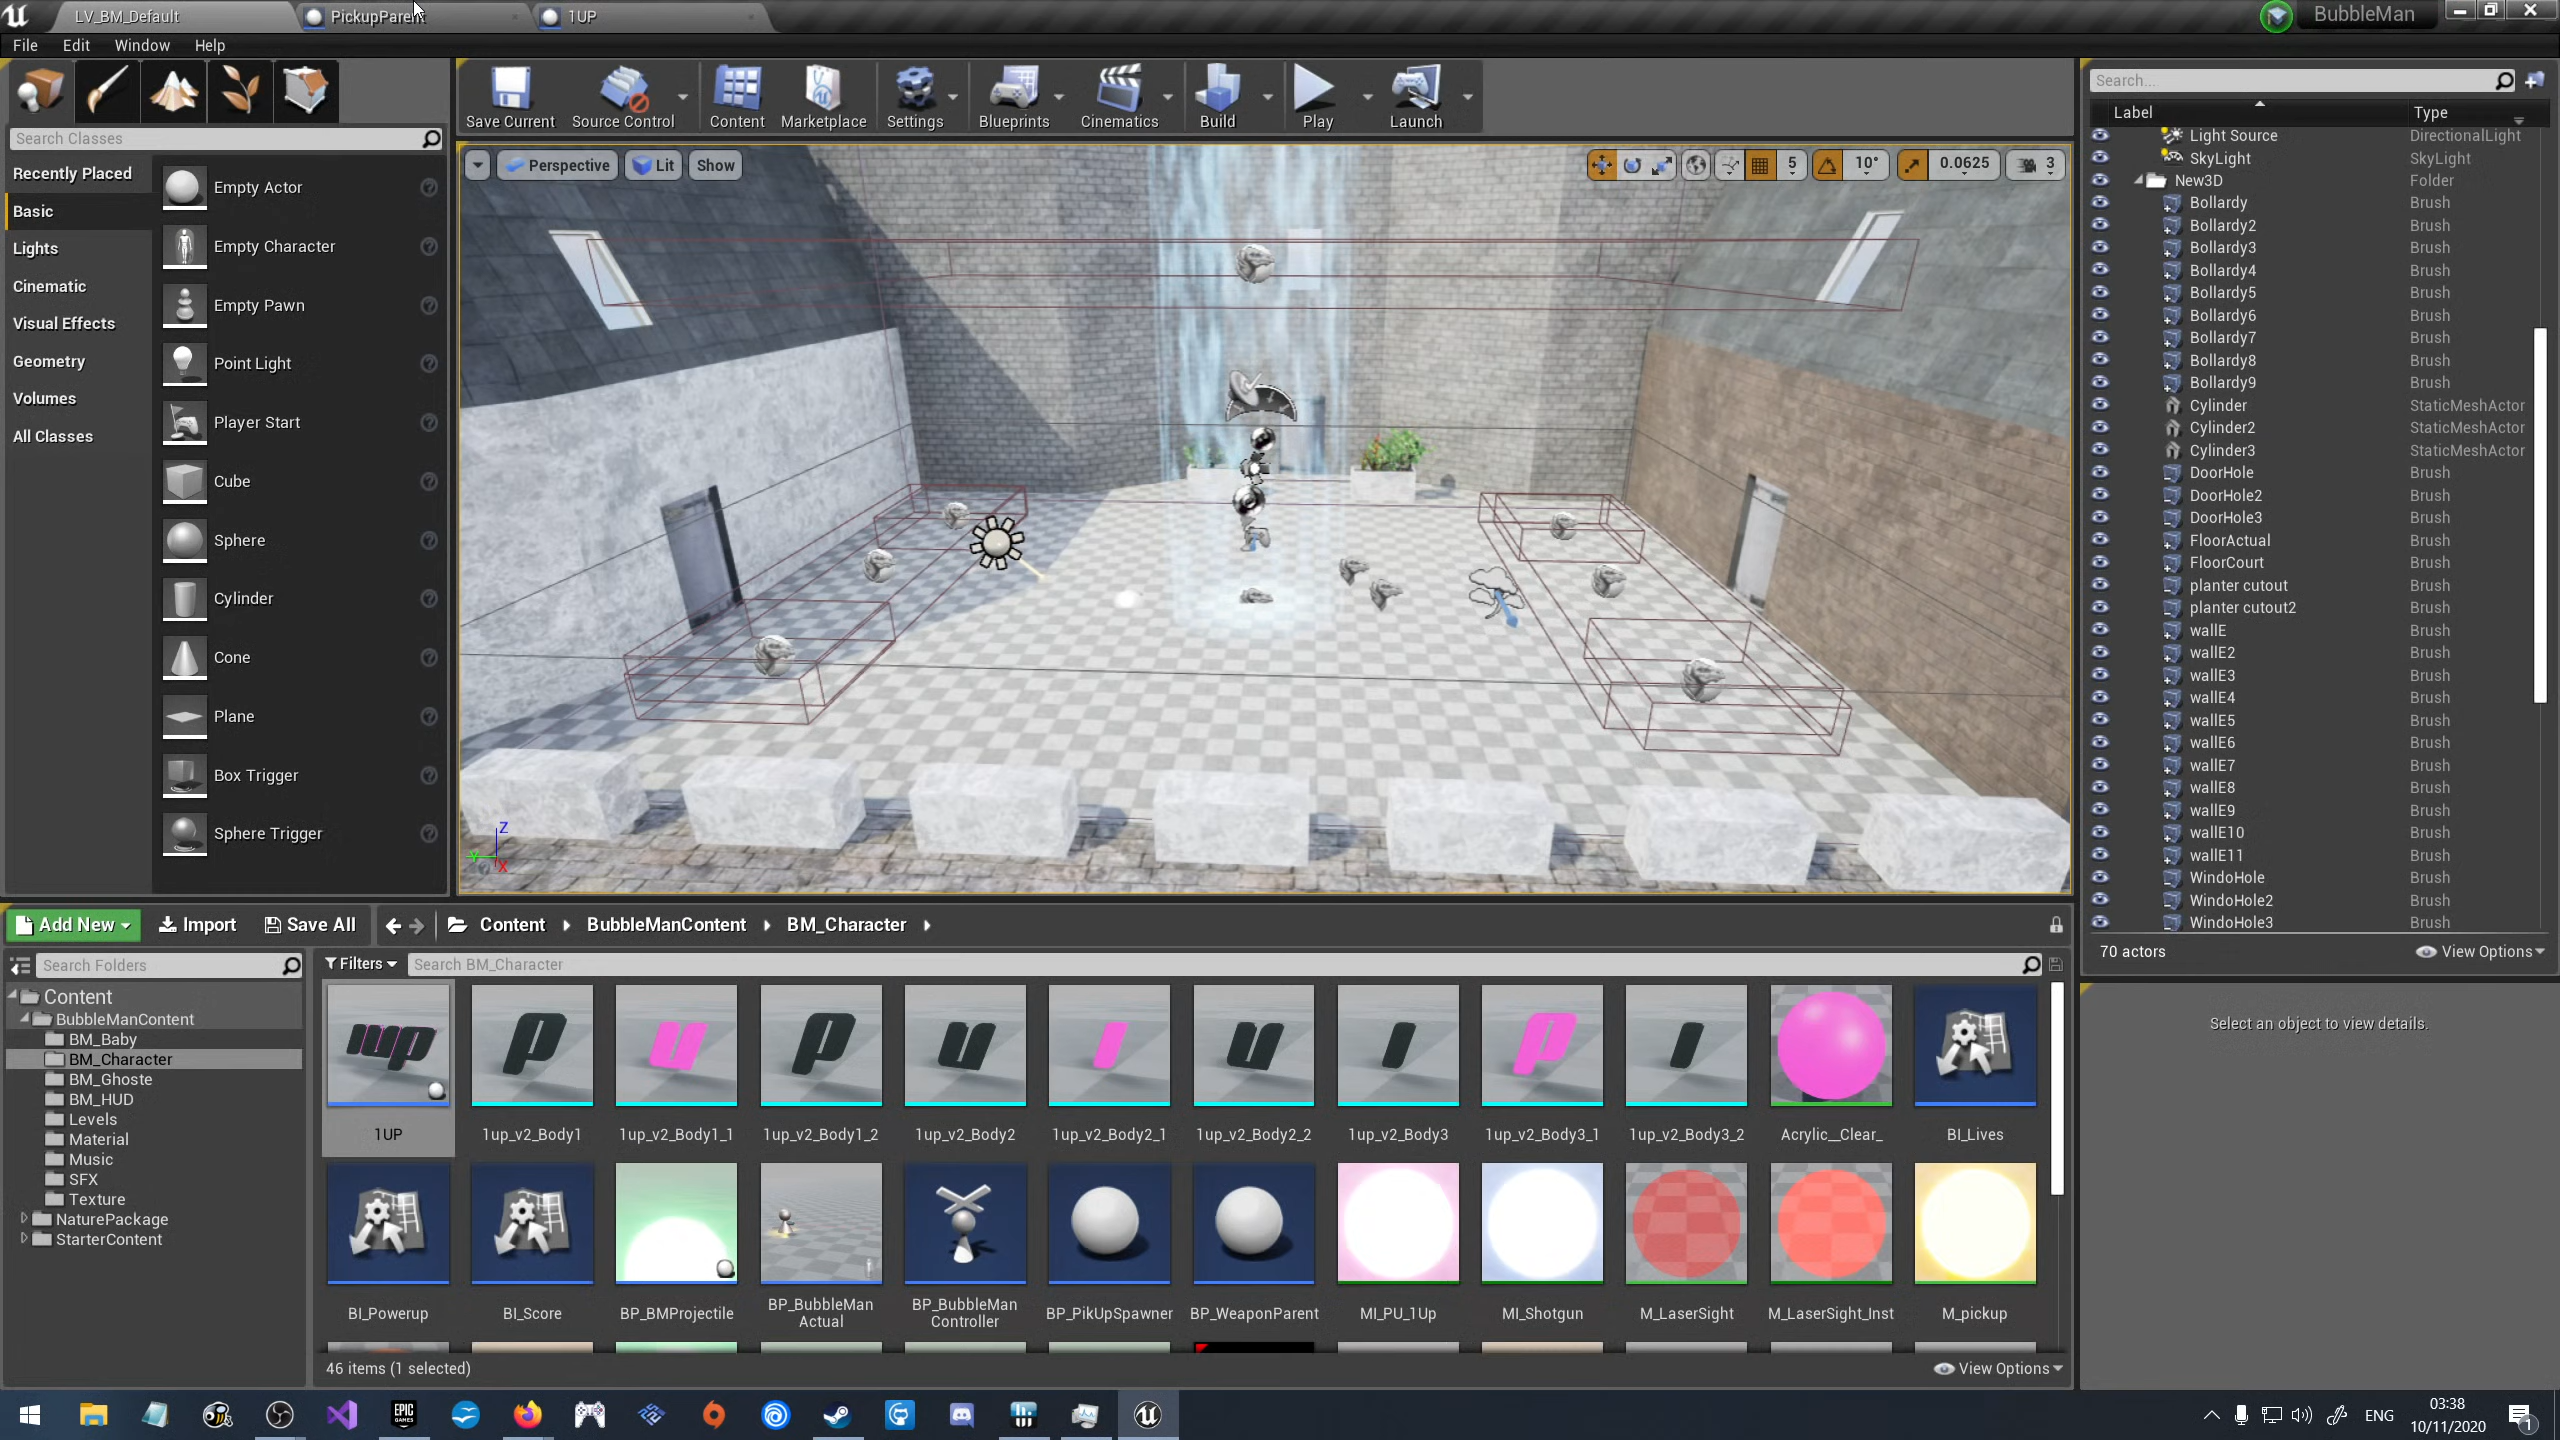 LV_BM_Default
PickupParent
1UP
BubbleMan
File
Edit
Window
Help
Search Classes
Recently Placed
Basic
Lights
Cinematic
Visual Effects
Geometry
Volumes
All Classes
Empty Actor
Empty Character
Empty Pawn
Point Light
Player Start
Cube
Sphere
Cylinder
Cone
Plane
Box Trigger
Sphere Trigger
Save Current
Source Control
Content
Marketplace
Settings
Blueprints
Cinematics
Build
Play
Launch
Perspective
Lit
Show
5
10°
0.0625
3
Z
Y
X
Search...
Label
Type
Light Source DirectionalLight
SkyLight SkyLight
New3D Folder
Bollardy Brush
Bollardy2 Brush
Bollardy3 Brush
Bollardy4 Brush
Bollardy5 Brush
Bollardy6 Brush
Bollardy7 Brush
Bollardy8 Brush
Bollardy9 Brush
Cylinder StaticMeshActor
Cylinder2 StaticMeshActor
Cylinder3 StaticMeshActor
DoorHole Brush
DoorHole2 Brush
DoorHole3 Brush
FloorActual Brush
FloorCourt Brush
planter cutout Brush
planter cutout2 Brush
wallE Brush
wallE2 Brush
wallE3 Brush
wallE4 Brush
wallE5 Brush
wallE6 Brush
wallE7 Brush
wallE8 Brush
wallE9 Brush
wallE10 Brush
wallE11 Brush
WindoHole Brush
WindoHole2 Brush
WindoHole3 Brush
70 actors
View Options
Select an object to view details.
Add New
Import
Save All
Content
BubbleManContent
BM_Character
Search Folders
Filters
Search BM_Character
Content
BubbleManContent
BM_Baby
BM_Character
BM_Ghoste
BM_HUD
Levels
Material
Music
SFX
Texture
NaturePackage
StarterContent
1UP
1up_v2_Body1
1up_v2_Body1_1
1up_v2_Body1_2
1up_v2_Body2
1up_v2_Body2_1
1up_v2_Body2_2
1up_v2_Body3
1up_v2_Body3_1
1up_v2_Body3_2
Acrylic__Clear_
BI_Lives
BI_Powerup
BI_Score
BP_BMProjectile
BP_BubbleMan
Actual
BP_BubbleMan
Controller
BP_PikUpSpawner
BP_WeaponParent
MI_PU_1Up
MI_Shotgun
M_LaserSight
M_LaserSight_Inst
M_pickup
46 items (1 selected)
View Options
EPIC
GAMES
ENG
03:38
10/11/2020
1